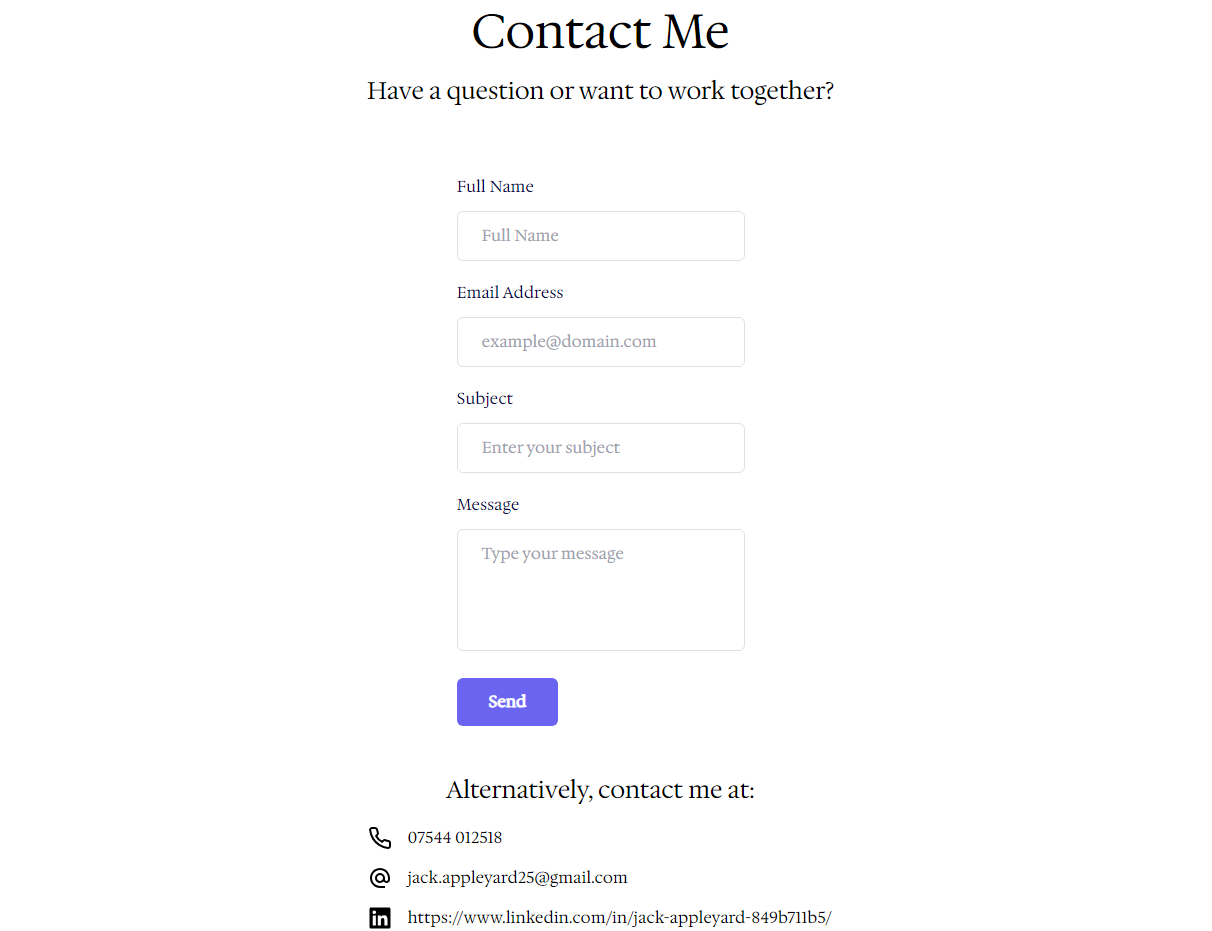 Contact Me
Have a question or want to work together?
Full Name
Full Name
Email Address
example@domain.com
Subject
Enter your subject
Message
Type your message
Send
Alternatively, contact me at:
07544 012518
jack.appleyard25@gmail.com
https://www.linkedin.com/in/jack-appleyard-849b711b5/